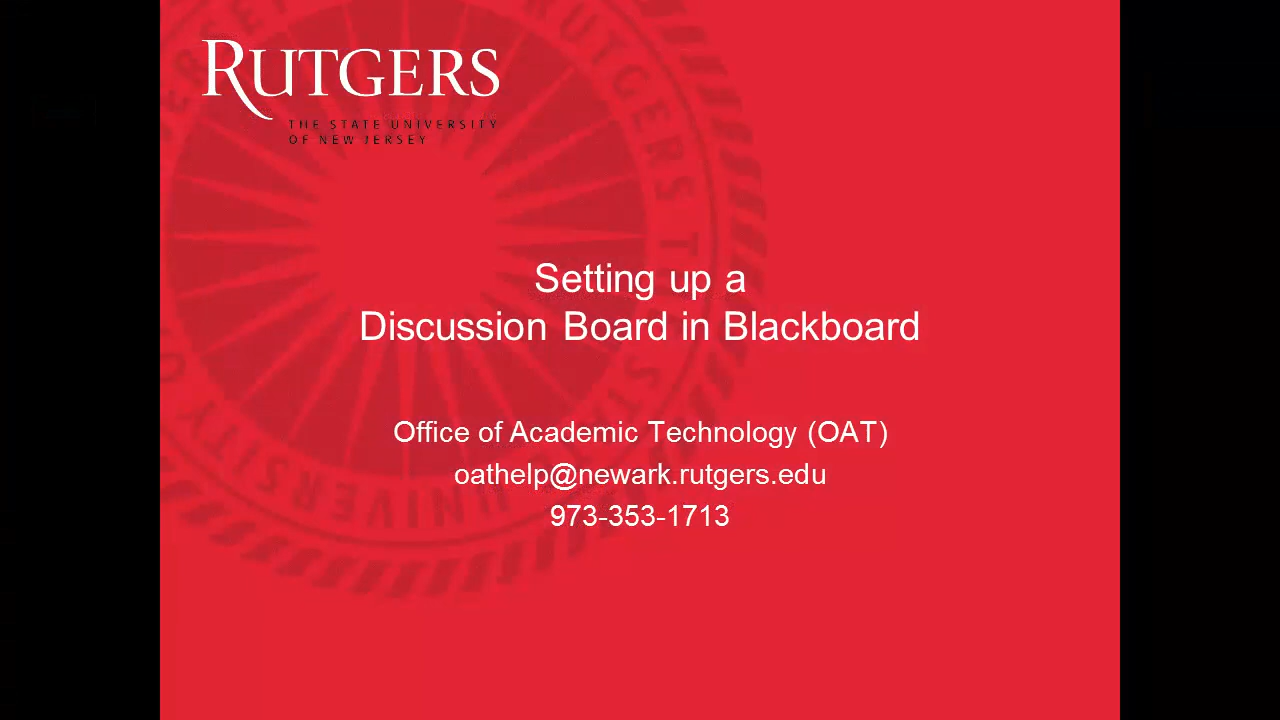 RUTGERS
THE STATE UNIVERSITY
OF NEW JERSEY
Setting up a
Discussion Board in Blackboard
Office of Academic Technology (OAT)
oathelp@newark.rutgers.edu
973-353-1713